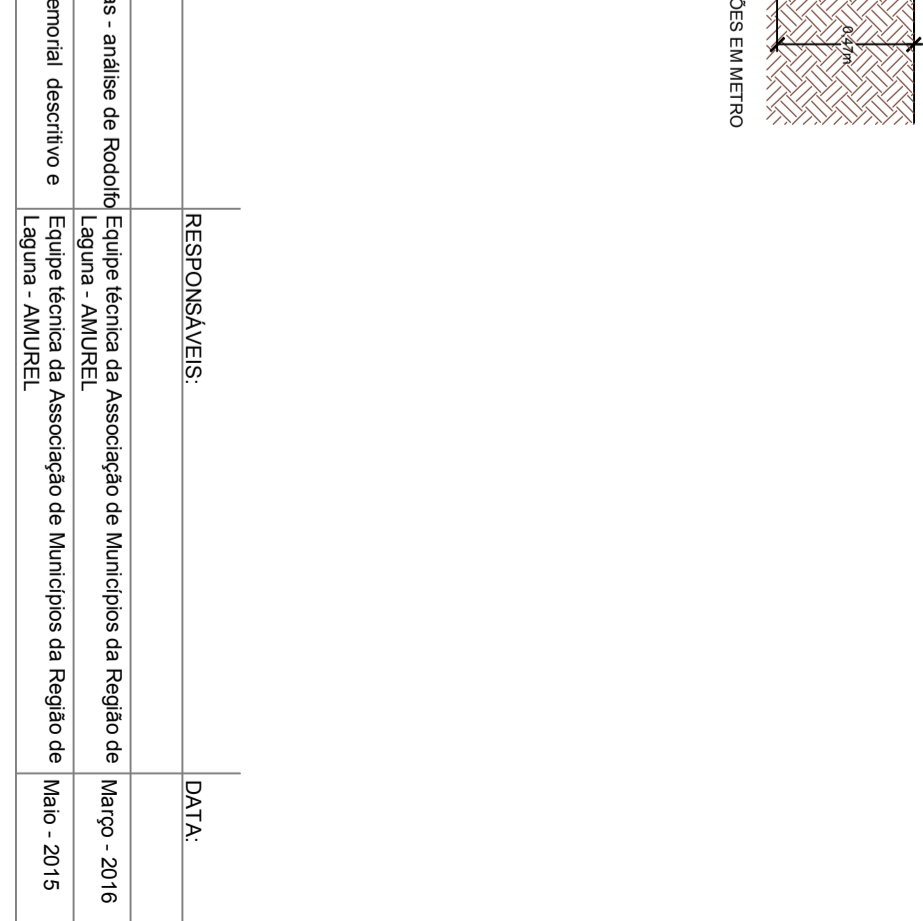 0.47m
ÕES EM METRO
RESPONSÁVEIS:
DATA:
as - análise de Rodolfo
Equipe técnica da Associação de Municípios da Região de
Laguna - AMUREL
Março - 2016
emorial descritivo e
Equipe técnica da Associação de Municípios da Região de
Laguna - AMUREL
Maio - 2015